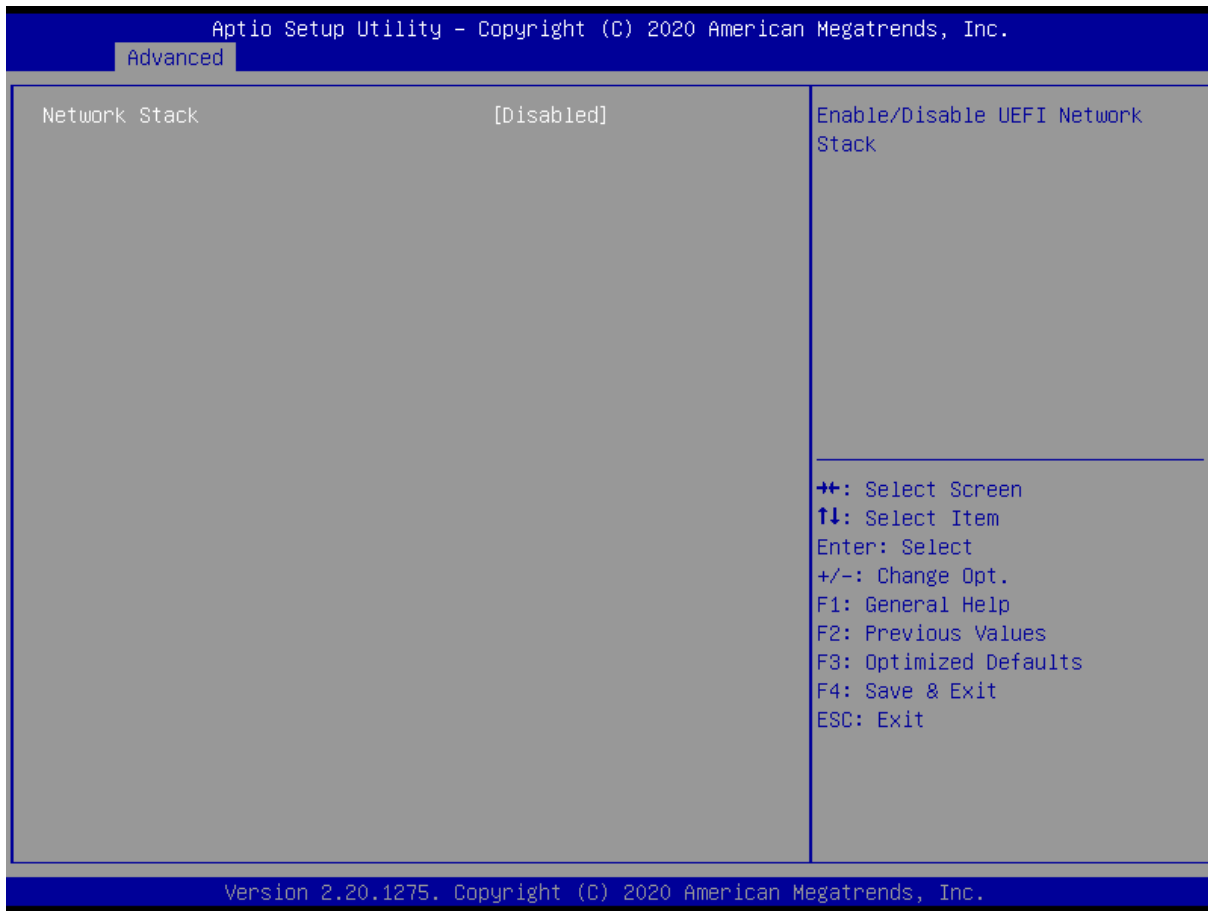 Aptio Setup Utility – Copyright (C) 2020 American Megatrends, Inc.
Advanced
Network Stack [Disabled]
Enable/Disable UEFI Network
Stack
→←: Select Screen
↑↓: Select Item
Enter: Select
+/-: Change Opt.
F1: General Help
F2: Previous Values
F3: Optimized Defaults
F4: Save & Exit
ESC: Exit
Version 2.20.1275. Copyright (C) 2020 American Megatrends, Inc.